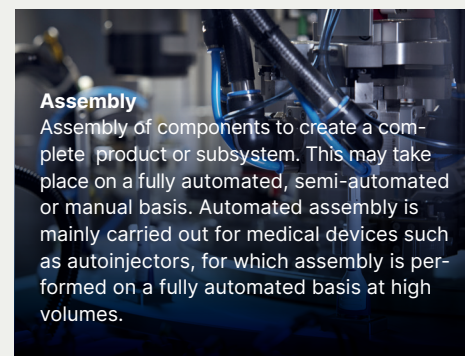 Assembly
Assembly of components to create a com-
plete product or subsystem. This may take
place on a fully automated, semi-automated
or manual basis. Automated assembly is
mainly carried out for medical devices such
as autoinjectors, for which assembly is per-
formed on a fully automated basis at high
volumes.